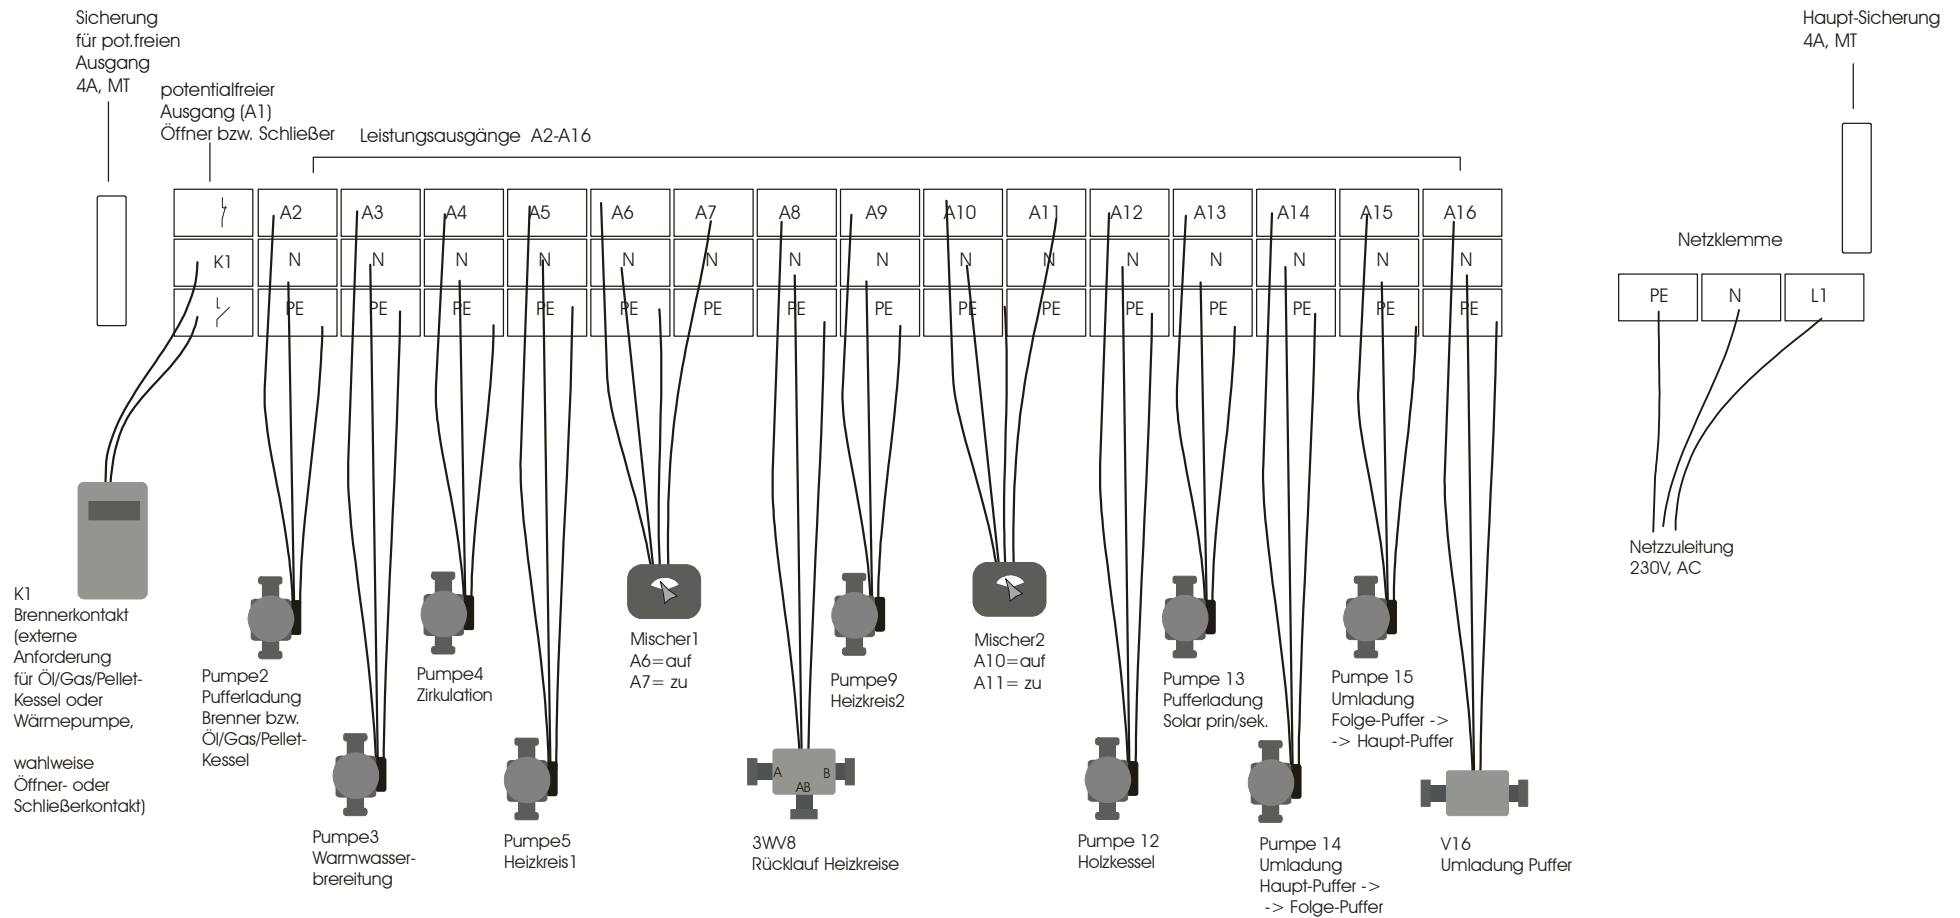 Sicherung
für pot.freien
Ausgang
4A, MT
potentialfreier
Ausgang (A1)
Öffner bzw. Schließer
Leistungsausgänge A2-A16
Haupt-Sicherung
4A, MT
A2 A3 A4 A5 A6 A7 A8 A9 A10 A11 A12 A13 A14 A15 A16
K1 N N N N N N N N N N N N N N N
PE PE PE PE PE PE PE PE PE PE PE PE PE PE PE
Netzklemme
PE N L1
Netzzuleitung
230V, AC
K1
Brennerkontakt
(externe
Anforderung
für Öl/Gas/Pellet-
Kessel oder
Wärmepumpe,
wahlweise
Öffner- oder
Schließerkontakt)
Pumpe2
Pufferladung
Brenner bzw.
Öl/Gas/Pellet-
Kessel
Pumpe3
Warmwasser-
brereitung
Pumpe4
Zirkulation
Pumpe5
Heizkreis1
Mischer1
A6=auf
A7= zu
A B
AB
3WV8
Rücklauf Heizkreise
Pumpe9
Heizkreis2
Mischer2
A10=auf
A11= zu
Pumpe 12
Holzkessel
Pumpe 13
Pufferladung
Solar prin/sek.
Pumpe 14
Umladung
Haupt-Puffer ->
-> Folge-Puffer
Pumpe 15
Umladung
Folge-Puffer ->
-> Haupt-Puffer
V16
Umladung Puffer